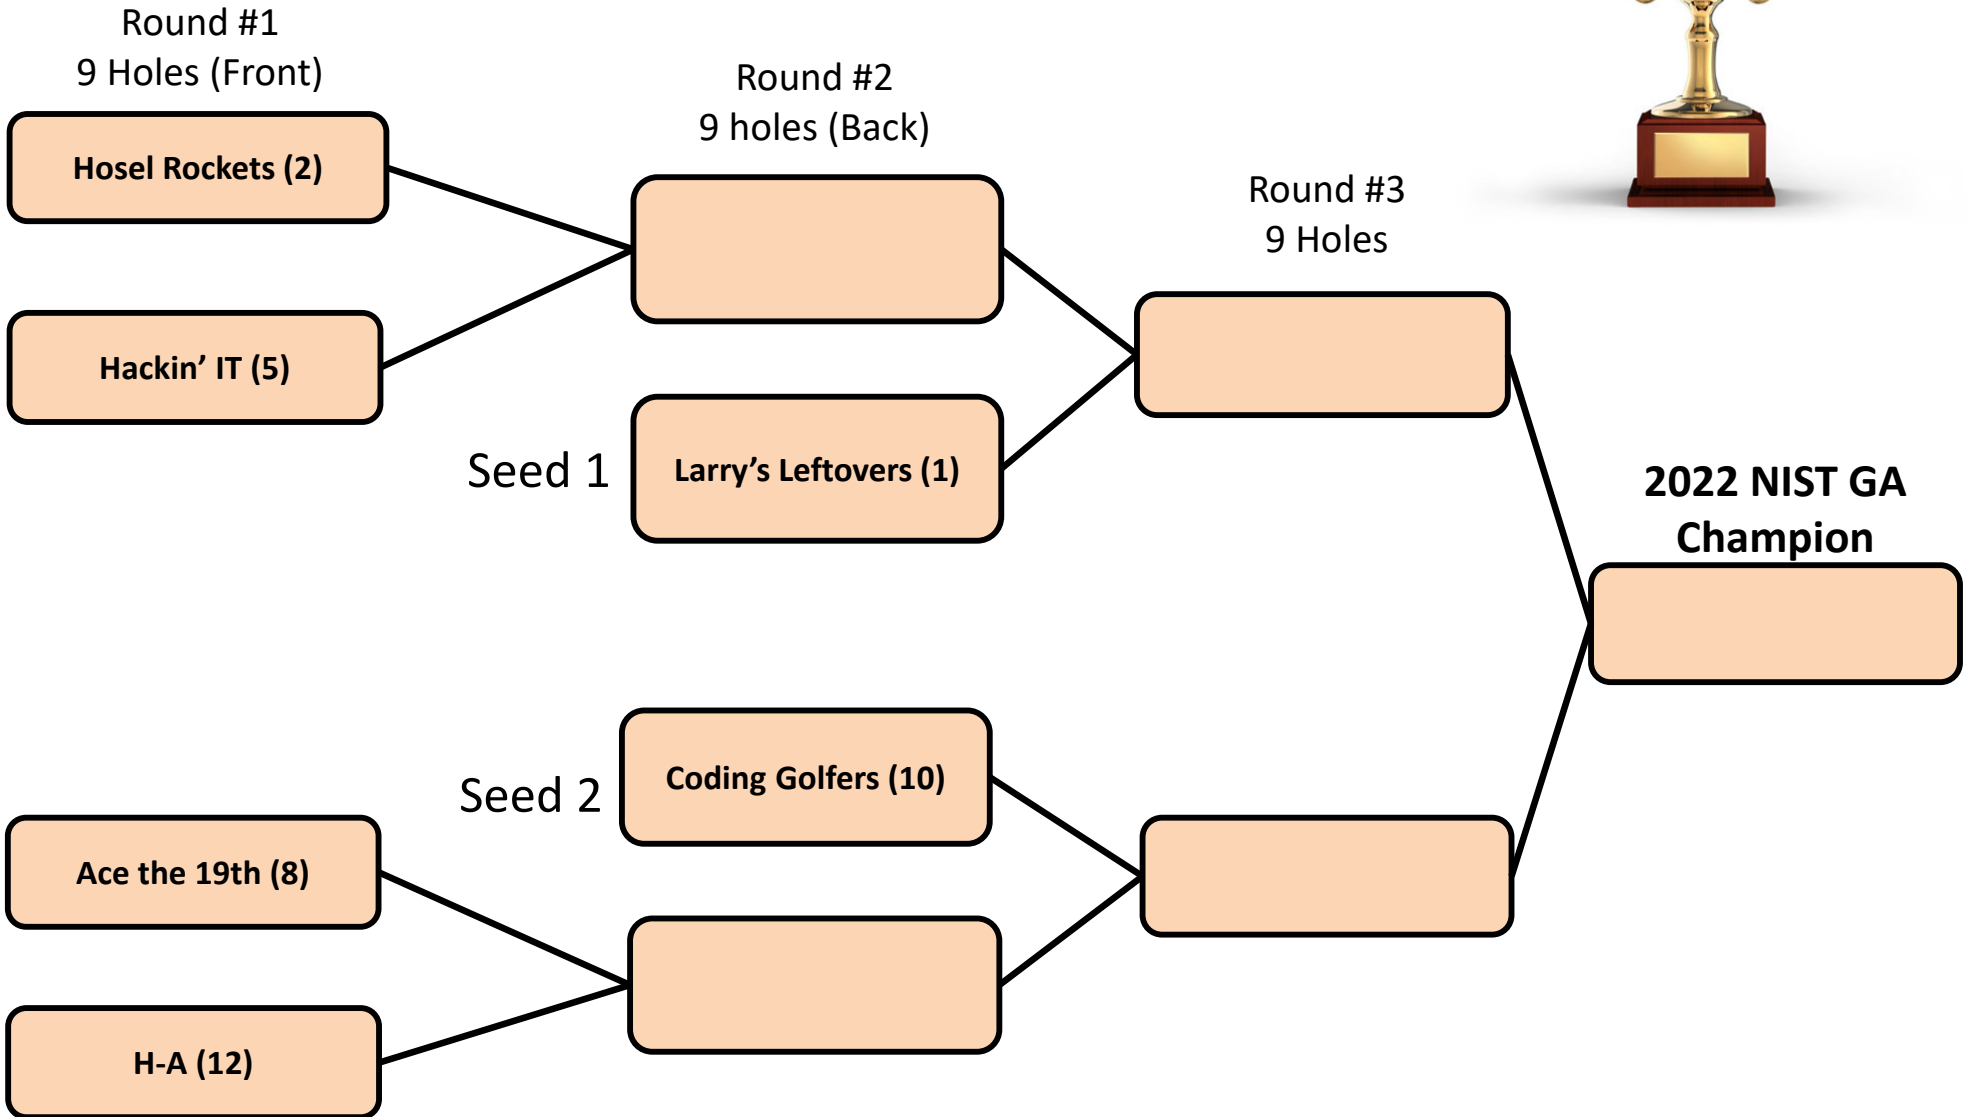 Round #1
9 Holes (Front)
Hosel Rockets (2)
Hackin’ IT (5)
Round #2
9 holes (Back)
Seed 1
Larry’s Leftovers (1)
Round #3
9 Holes
2022 NIST GA
Champion
Seed 2
Coding Golfers (10)
Ace the 19th (8)
H-A (12)